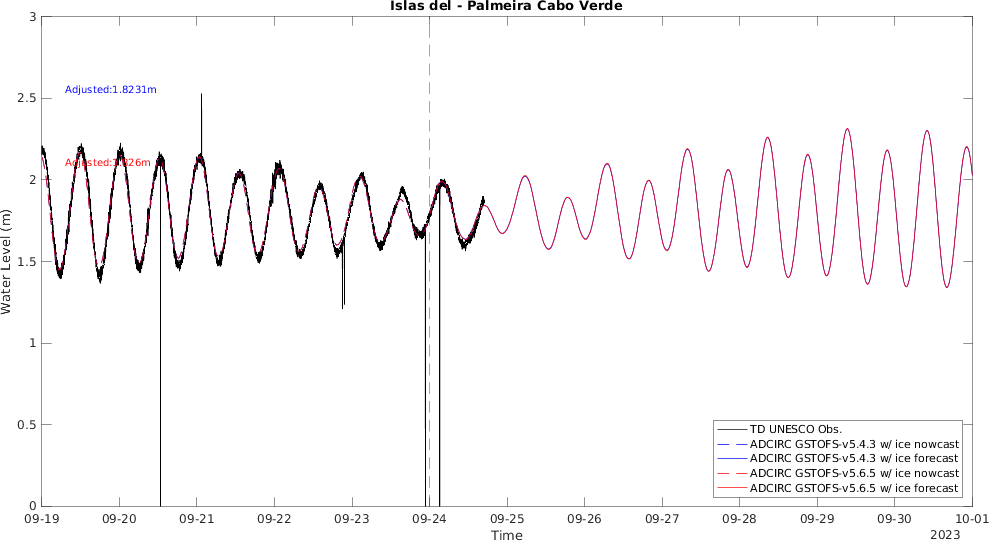 Islas del - Palmeira Cabo Verde
3
2.5
2
1.5
1
0.5
0
Water Level (m)
Adjusted:1.8231m
Adjusted:1.826m
TD UNESCO Obs.
ADCIRC GSTOFS-v5.4.3 w/ ice nowcast
ADCIRC GSTOFS-v5.4.3 w/ ice forecast
ADCIRC GSTOFS-v5.6.5 w/ ice nowcast
ADCIRC GSTOFS-v5.6.5 w/ ice forecast
09-19 09-20 09-21 09-22 09-23 09-24 09-25 09-26 09-27 09-28 09-29 09-30 10-01
Time
2023